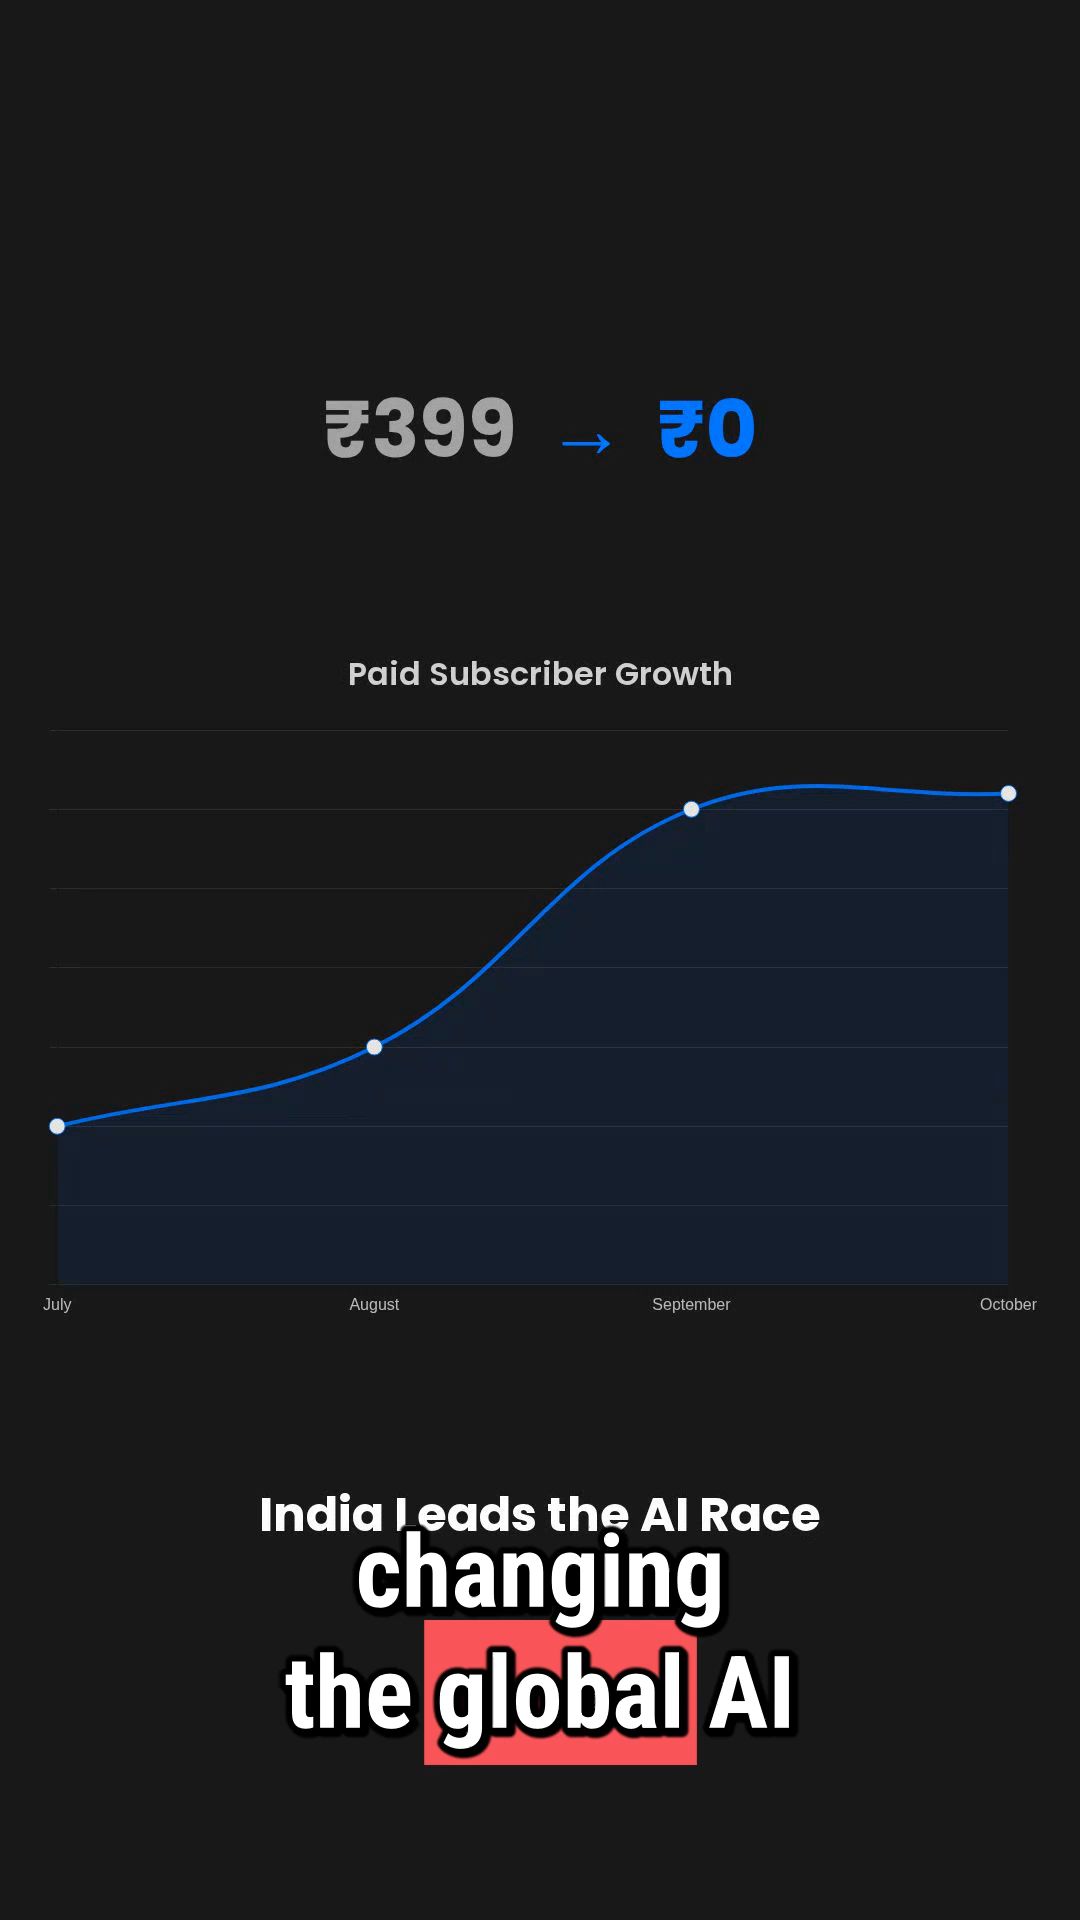 ₹399 → ₹0
Paid Subscriber Growth
July August September October
India Leads the AI Race
changing
the global AI